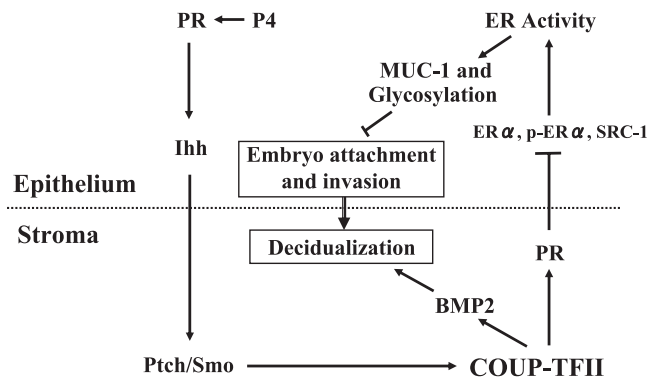 PR P4 ER Activity
MUC-1 and
Glycosylation
ERα, p-ERα, SRC-1
Ihh
Embryo attachment
and invasion
Epithelium
Stroma
Decidualization
PR
BMP2
Ptch/Smo COUP-TFII